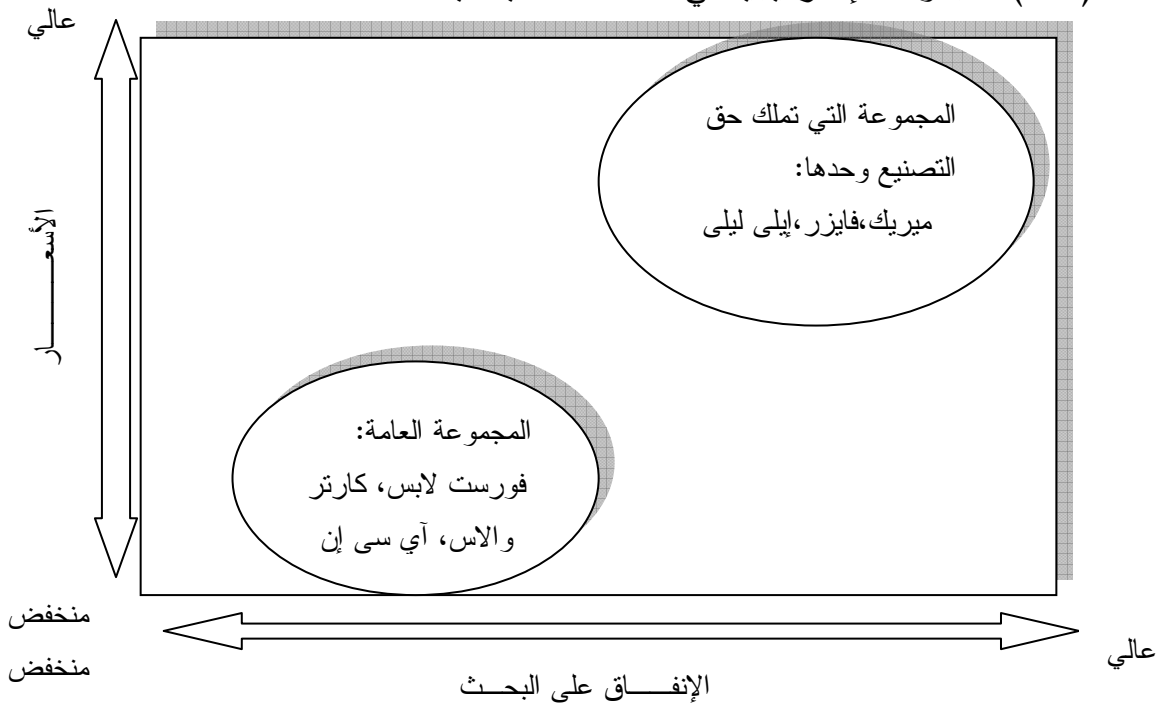 عالي
المجموعة التي تملك حق
التصنيع وحدها:
ميريك،فايزر،إيلى ليلى
الأسعـــــــــار
المجموعة العامة:
فورست لابس، كارتر
والاس، آي سى إن
منخفض
عالي
منخفض
الإنفـــــاق على البحـــث